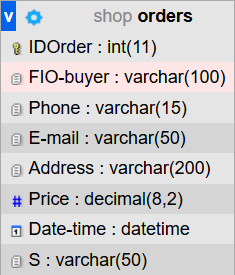 v shop orders
IDOrder : int(11)
FIO-buyer : varchar(100)
Phone : varchar(15)
E-mail : varchar(50)
Address : varchar(200)
# Price : decimal(8,2)
Date-time : datetime
S : varchar(50)